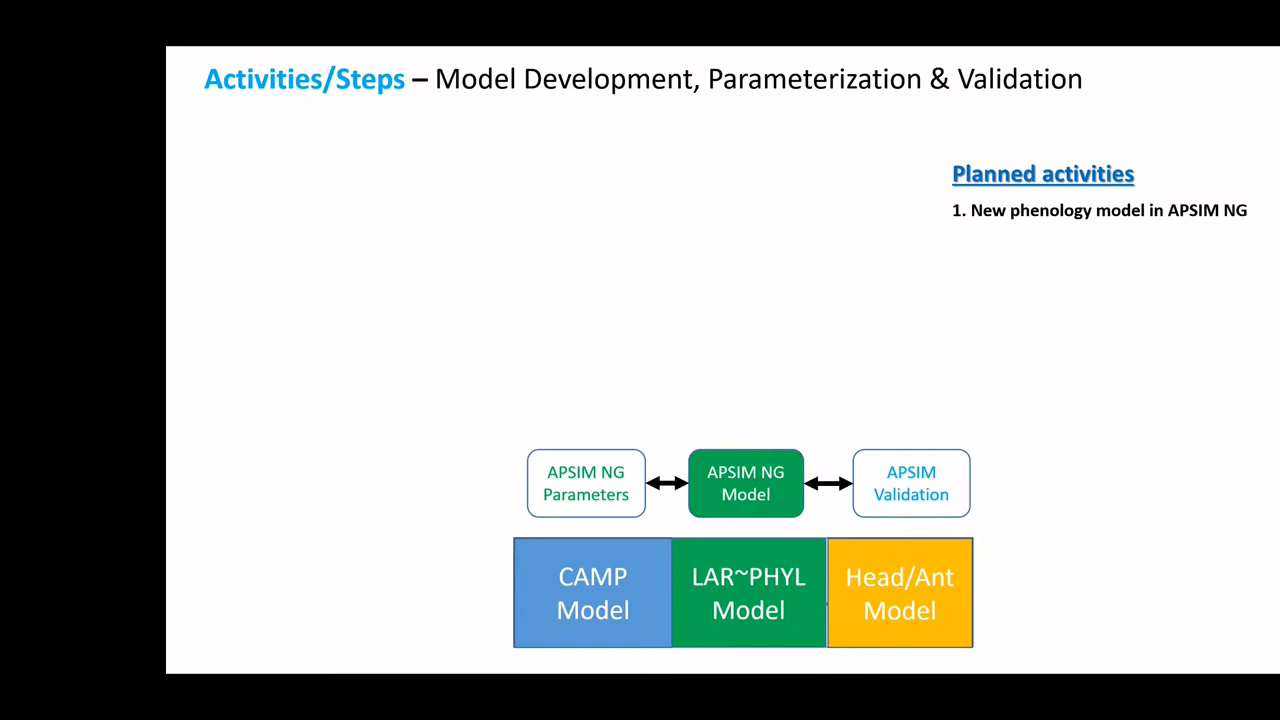 Activities/Steps – Model Development, Parameterization & Validation
Planned activities
1. New phenology model in APSIM NG
APSIM NG
Parameters
APSIM NG
Model
APSIM
Validation
CAMP
Model
LAR~PHYL
Model
Head/Ant
Model